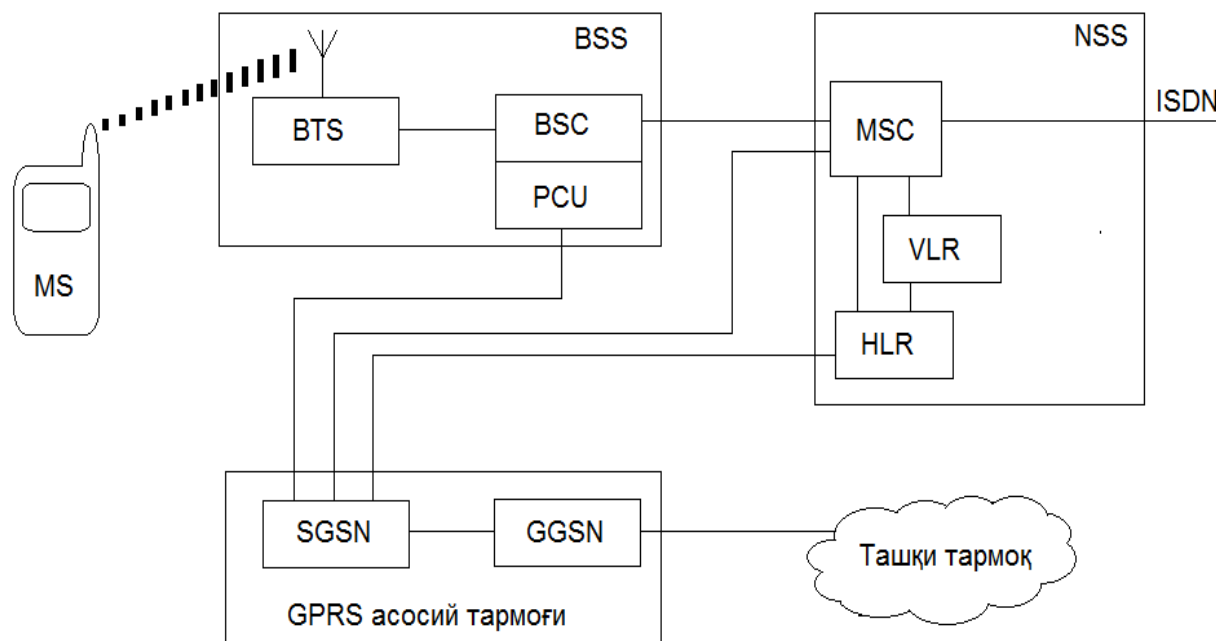 BSS
NSS
BTS
BSC
MSC
ISDN
PCU
VLR
MS
HLR
SGSN
GGSN
Ташқи тармоқ
GPRS асосий тармоғи